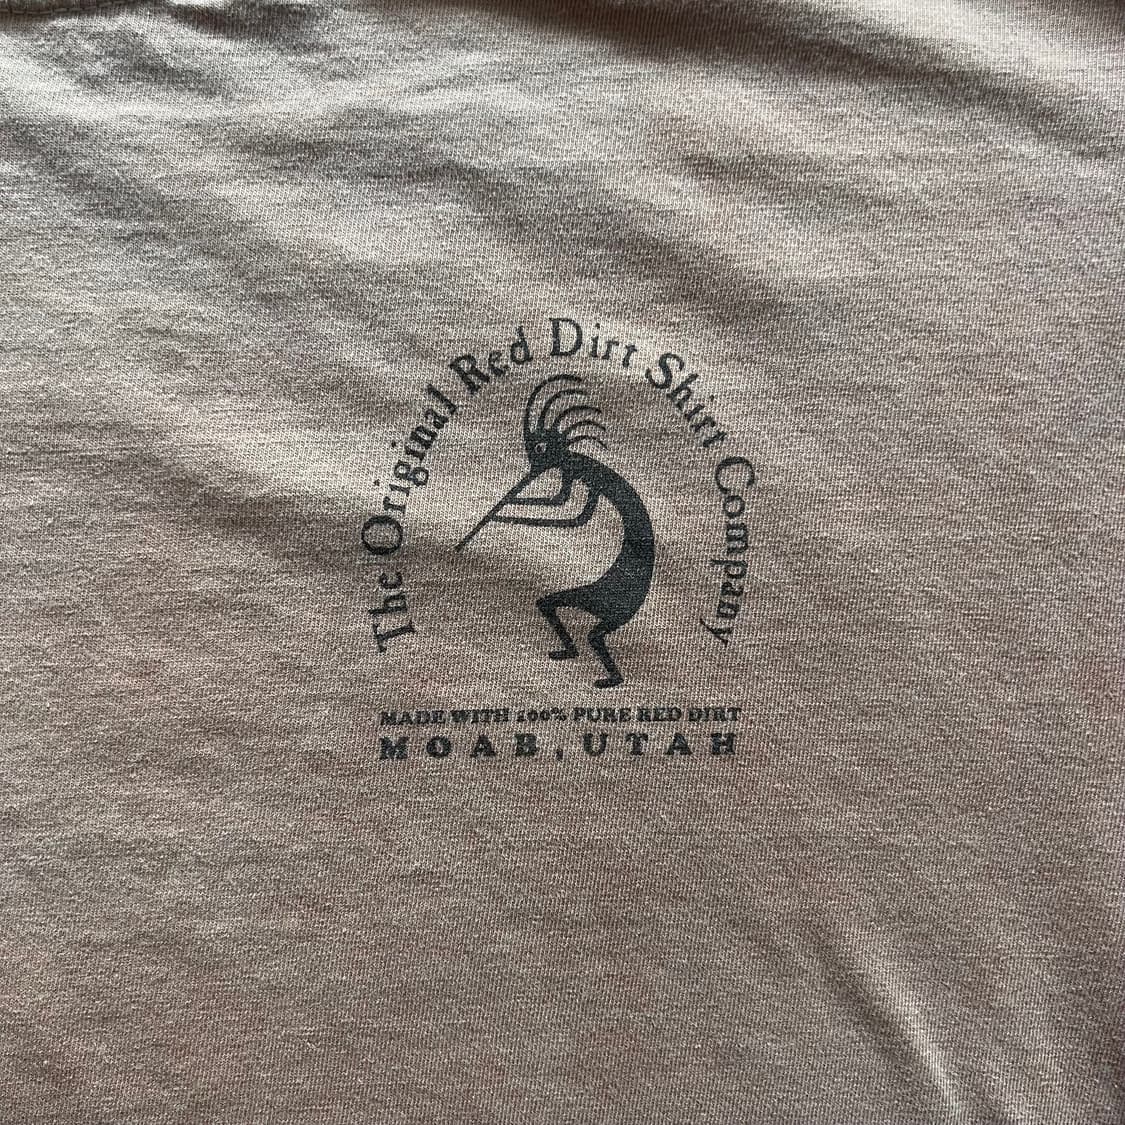 The Original Red Dirt Shirt Company
MADE WITH 100% PURE RED DIRT
MOAB, UTAH